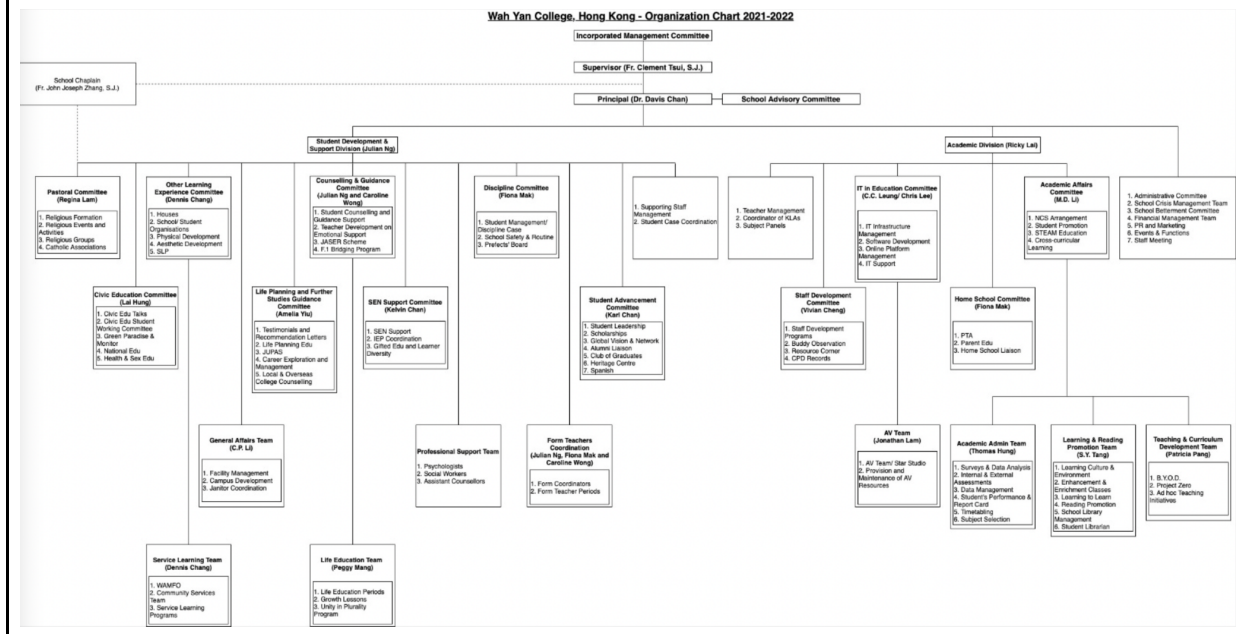 Wah Yan College, Hong Kong - Organization Chart 2021-2022
Incorporated Management Committee
Supervisor (Fr. Clement Tsui, S.J.)
School Chaplain
(Fr. John Joseph Zhang, S.J.)
Principal (Dr. Davis Chan)
School Advisory Committee
Student Development &
Support Division (Julian Ng)
Academic Division (Ricky Lai)
Pastoral Committee
(Regina Lam)
1. Religious Formation
2. Religious Events and
Activities
3. Religious Groups
4. Catholic Associations
Other Learning
Experience Committee
(Dennis Chang)
1. Houses
2. School/ Student
Organisations
3. Physical Development
4. Aesthetic Development
5. SLP
Counselling & Guidance
Committee
(Julian Ng and Caroline
Wong)
1. Student Counselling and
Guidance Support
2. Teacher Development on
Emotional Support
3. JASER Scheme
4. F.1 Bridging Program
Discipline Committee
(Fiona Mak)
1. Student Management/
Discipline Case
2. School Safety & Routine
3. Prefects' Board
1. Supporting Staff
Management
2. Student Case Coordination
1. Teacher Management
2. Coordinator of KLAs
3. Subject Panels
IT in Education Committee
(C.C. Leung/ Chris Lee)
1. IT Infrastructure
Management
2. Software Development
3. Online Platform
Management
4. IT Support
Academic Affairs
Committee
(M.D. Li)
1. NCS Arrangement
2. Student Promotion
3. STEAM Education
4. Cross-curricular
Learning
1. Administrative Committee
2. School Crisis Management Team
3. School Betterment Committee
4. Financial Management Team
5. PR and Marketing
6. Events & Functions
7. Staff Meeting
Civic Education Committee
(Lai Hung)
1. Civic Edu Talks
2. Civic Edu Student
Working Committee
3. Green Paradise &
Monitor
4. National Edu
5. Health & Sex Edu
Life Planning and Further
Studies Guidance
Committee
(Amelia Yiu)
1. Testimonials and
Recommendation Letters
2. Life Planning Edu
3. JUPAS
4. Career Exploration and
Management
5. Local & Overseas
College Counselling
SEN Support Committee
(Kelvin Chan)
1. SEN Support
2. IEP Coordination
3. Gifted Edu and Learner
Diversity
Student Advancement
Committee
(Karl Chan)
1. Student Leadership
2. Scholarships
3. Global Vision & Network
4. Alumni Liaison
5. Club of Graduates
6. Heritage Centre
7. Spanish
Staff Development
Committee
(Vivian Cheng)
1. Staff Development
Programs
2. Buddy Observation
3. Resource Corner
4. CPD Records
Home School Committee
(Fiona Mak)
1. PTA
2. Parent Edu
3. Home School Liaison
General Affairs Team
(C.P. Li)
1. Facility Management
2. Campus Development
3. Janitor Coordination
Professional Support Team
1. Psychologists
2. Social Workers
3. Assistant Counsellors
Form Teachers
Coordination
(Julian Ng, Fiona Mak and
Caroline Wong)
1. Form Coordinators
2. Form Teacher Periods
AV Team
(Jonathan Lam)
1. AV Team/ Star Studio
2. Provision and
Maintenance of AV
Resources
Academic Admin Team
(Thomas Hung)
1. Surveys & Data Analysis
2. Internal & External
Assessments
3. Data Management
4. Student's Performance &
Report Card
5. Timetabling
6. Subject Selection
Learning & Reading
Promotion Team
(S.Y. Tang)
1. Learning Culture &
Environment
2. Enhancement &
Enrichment Classes
3. Learning to Learn
4. Reading Promotion
5. School Library
Management
6. Student Librarian
Teaching & Curriculum
Development Team
(Patricia Pang)
1. B.Y.O.D.
2. Project Zero
3. Ad hoc Teaching
Initiatives
Service Learning Team
(Dennis Chang)
1. WAMFO
2. Community Services
Team
3. Service Learning
Programs
Life Education Team
(Peggy Mang)
1. Life Education Periods
2. Growth Lessons
3. Unity in Plurality
Program